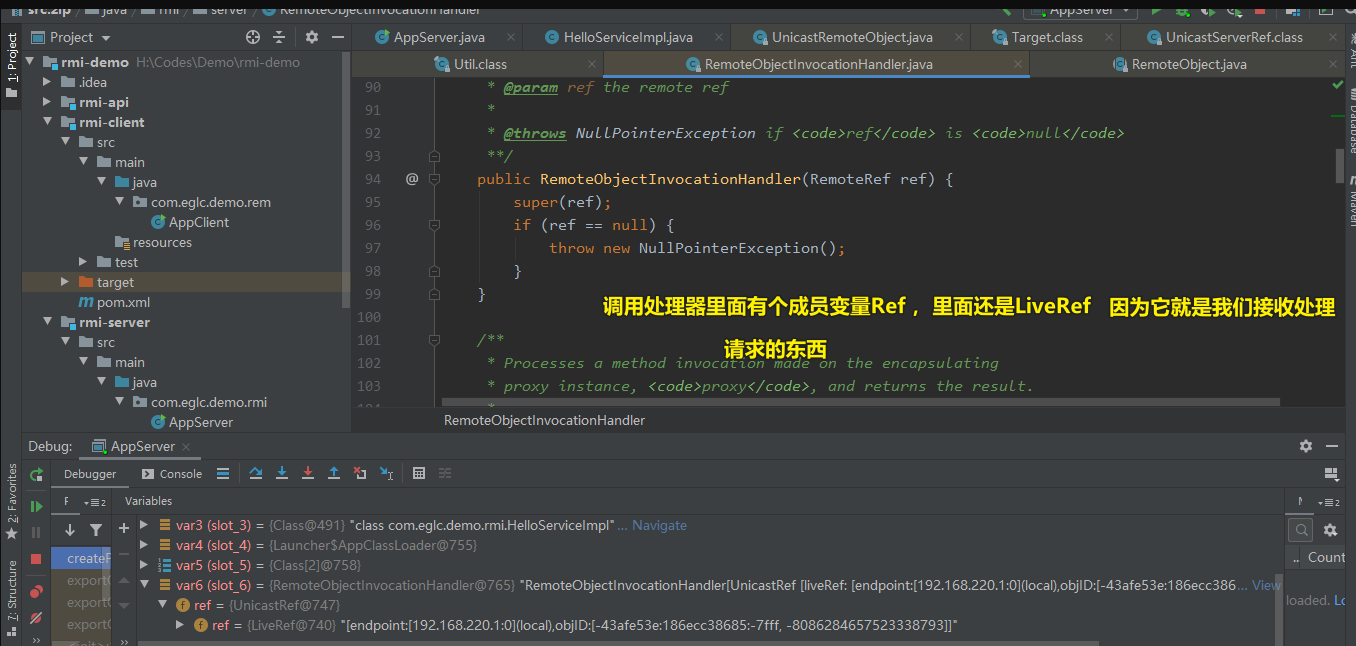 src.zip java rmi server RemoteObjectInvocationHandler AppServer
Project
AppServer.java HelloServiceImpl.java UnicastRemoteObject.java Target.class UnicastServerRef.class
Util.class RemoteObjectInvocationHandler.java RemoteObject.java
1: Project
rmi-demo H:\Codes\Demo\rmi-demo
.idea
rmi-api
rmi-client
src
main
java
com.eglc.demo.rem
AppClient
resources
test
target
pom.xml
rmi-server
src
main
java
com.eglc.demo.rmi
AppServer
90 * @param ref the remote ref
91 *
92 * @throws NullPointerException if <code>ref</code> is <code>null</code>
93 **/
94 @ public RemoteObjectInvocationHandler(RemoteRef ref) {
95 super(ref);
96 if (ref == null) {
97 throw new NullPointerException();
98 }
99 }
100
101 /**
102 * Processes a method invocation made on the encapsulating
103 * proxy instance, <code>proxy</code>, and returns the result.
调用处理器里面有个成员变量Ref ，里面还是LiveRef 因为它就是我们接收处理
请求的东西
RemoteObjectInvocationHandler
Database
Maven
Debug: AppServer
Debugger Console
Variables
2: Favorites
7: Structure
createP
exportO
exportO
exportO
var3 (slot_3) = {Class@491} "class com.eglc.demo.rmi.HelloServiceImpl"... Navigate
var4 (slot_4) = {Launcher$AppClassLoader@755}
var5 (slot_5) = {Class[2]@758}
var6 (slot_6) = {RemoteObjectInvocationHandler@765} "RemoteObjectInvocationHandler[UnicastRef [liveRef: [endpoint:[192.168.220.1:0](local),objID:[-43afe53e:186ecc386... View
ref = {UnicastRef@747}
ref = {LiveRef@740} "[endpoint:[192.168.220.1:0](local),objID:[-43afe53e:186ecc38685:-7fff, -8086284657523338793]]"
.. Count
loaded. Lo